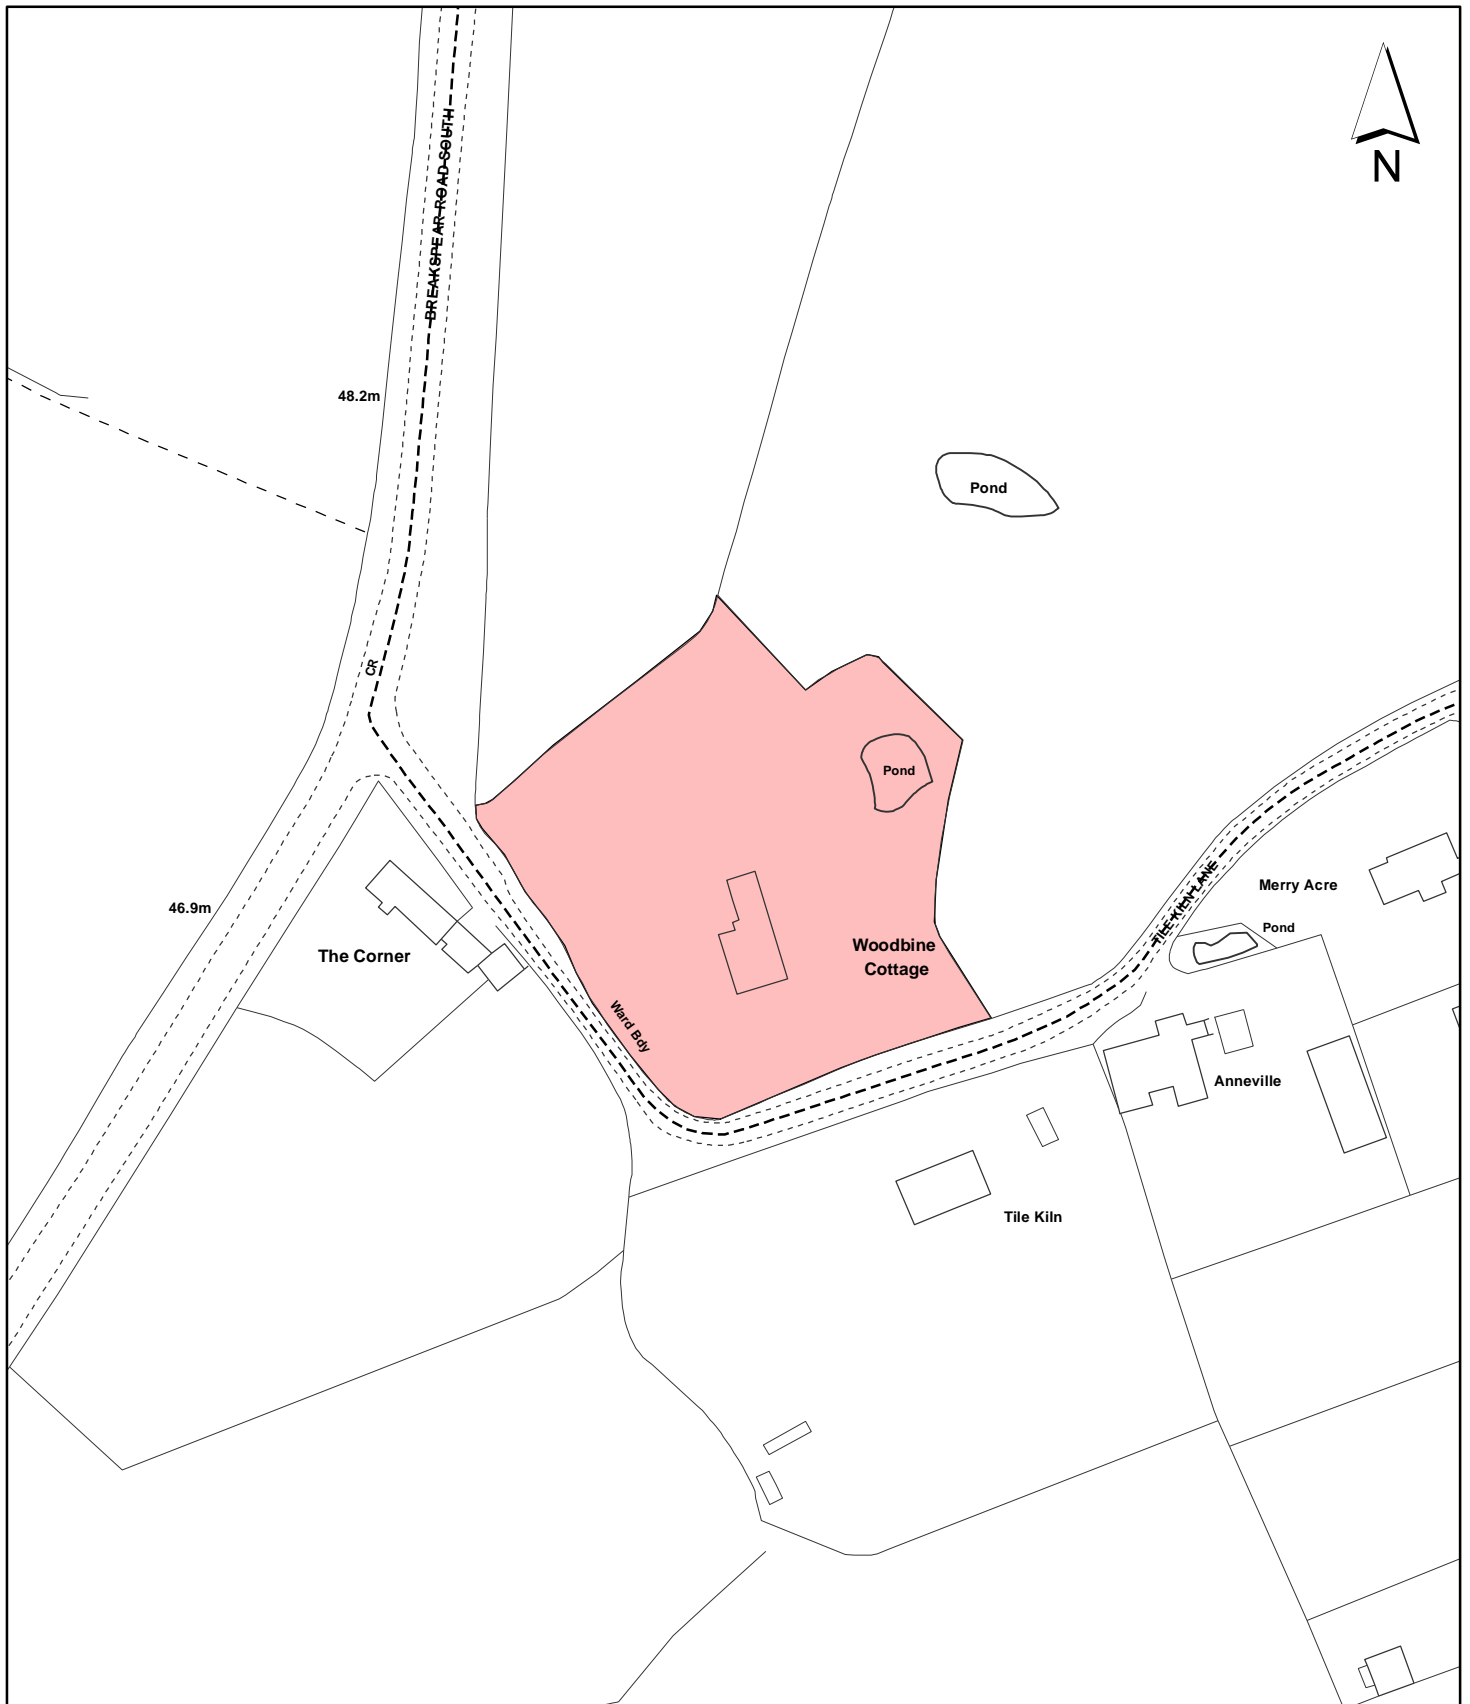 N
BREAKSPEAR ROAD SOUTH
48.2m
Pond
CR
Pond
TILE KILN LANE
Merry Acre
46.9m
Pond
The Corner
Woodbine
Cottage
Ward Bdy
Anneville
Tile Kiln